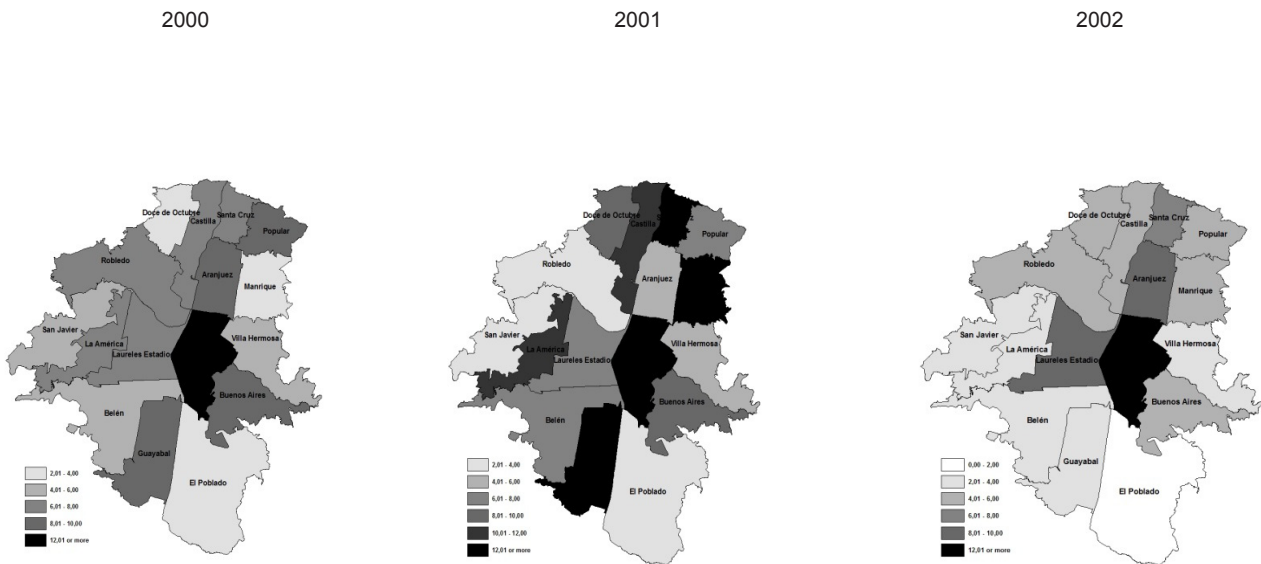 2000
2001
2002
Doce de Octubre
Castilla
Santa Cruz
Popular
Robledo
Aranjuez
Manrique
San Javier
La América
Laureles Estadio
Villa Hermosa
Buenos Aires
Belén
Guayabal
El Poblado
2,01 - 4,00
4,01 - 6,00
6,01 - 8,00
8,01 - 10,00
12,01 or more
Doce de Octubre
Castilla
Popular
Robledo
Aranjuez
San Javier
La América
Laureles Estadio
Villa Hermosa
Buenos Aires
Belén
El Poblado
2,01 - 4,00
4,01 - 6,00
6,01 - 8,00
8,01 - 10,00
10,01 - 12,00
12,01 or more
Doce de Octubre
Castilla
Santa Cruz
Popular
Robledo
Aranjuez
Manrique
San Javier
La América
Laureles Estadio
Villa Hermosa
Buenos Aires
Belén
Guayabal
El Poblado
0,00 - 2,00
2,01 - 4,00
4,01 - 6,00
6,01 - 8,00
8,01 - 10,00
12,01 or more